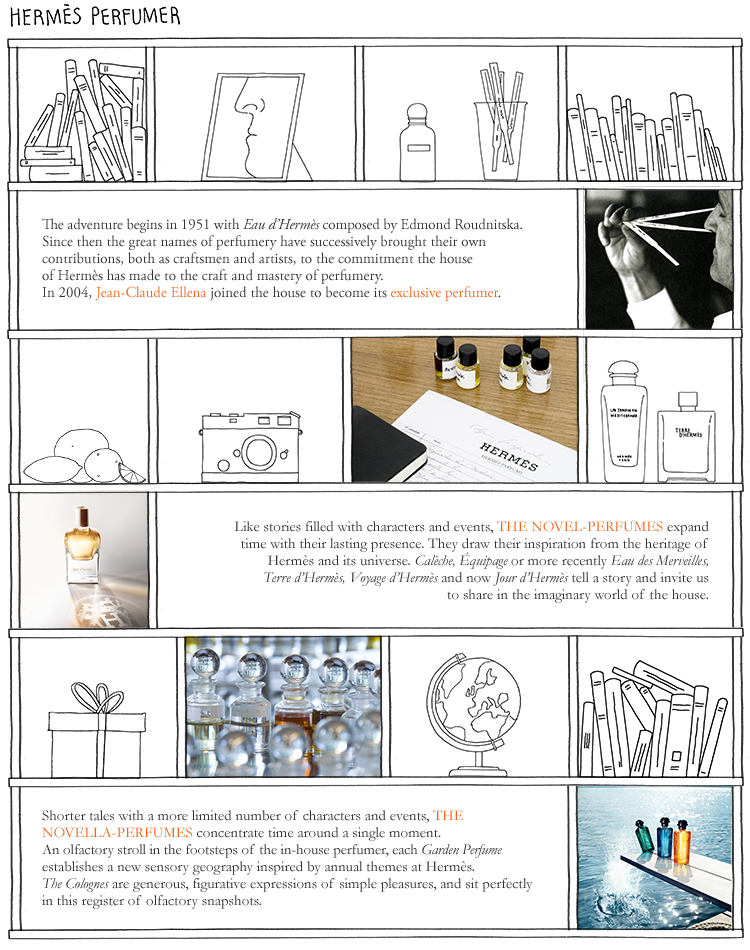 HERMÈS PERFUMER
The adventure begins in 1951 with Eau d'Hermès composed by Edmond Roudnitska.
Since then the great names of perfumery have successively brought their own
contributions, both as craftsmen and artists, to the commitment the house
of Hermès has made to the craft and mastery of perfumery.
In 2004, Jean-Claude Ellena joined the house to become its exclusive perfumer.
HERMÈS
UN JARDIN EN
MÉDITERRANÉE
HERMÈS
PARIS
TERRE
D'HERMÈS
Like stories filled with characters and events, THE NOVEL-PERFUMES expand
time with their lasting presence. They draw their inspiration from the heritage of
Hermès and its universe. Calèche, Équipage or more recently Eau des Merveilles,
Terre d'Hermès, Voyage d'Hermès and now Jour d'Hermès tell a story and invite us
to share in the imaginary world of the house.
Shorter tales with a more limited number of characters and events, THE
NOVELLA-PERFUMES concentrate time around a single moment.
An olfactory stroll in the footsteps of the in-house perfumer, each Garden Perfume
establishes a new sensory geography inspired by annual themes at Hermès.
The Colognes are generous, figurative expressions of simple pleasures, and sit perfectly
in this register of olfactory snapshots.